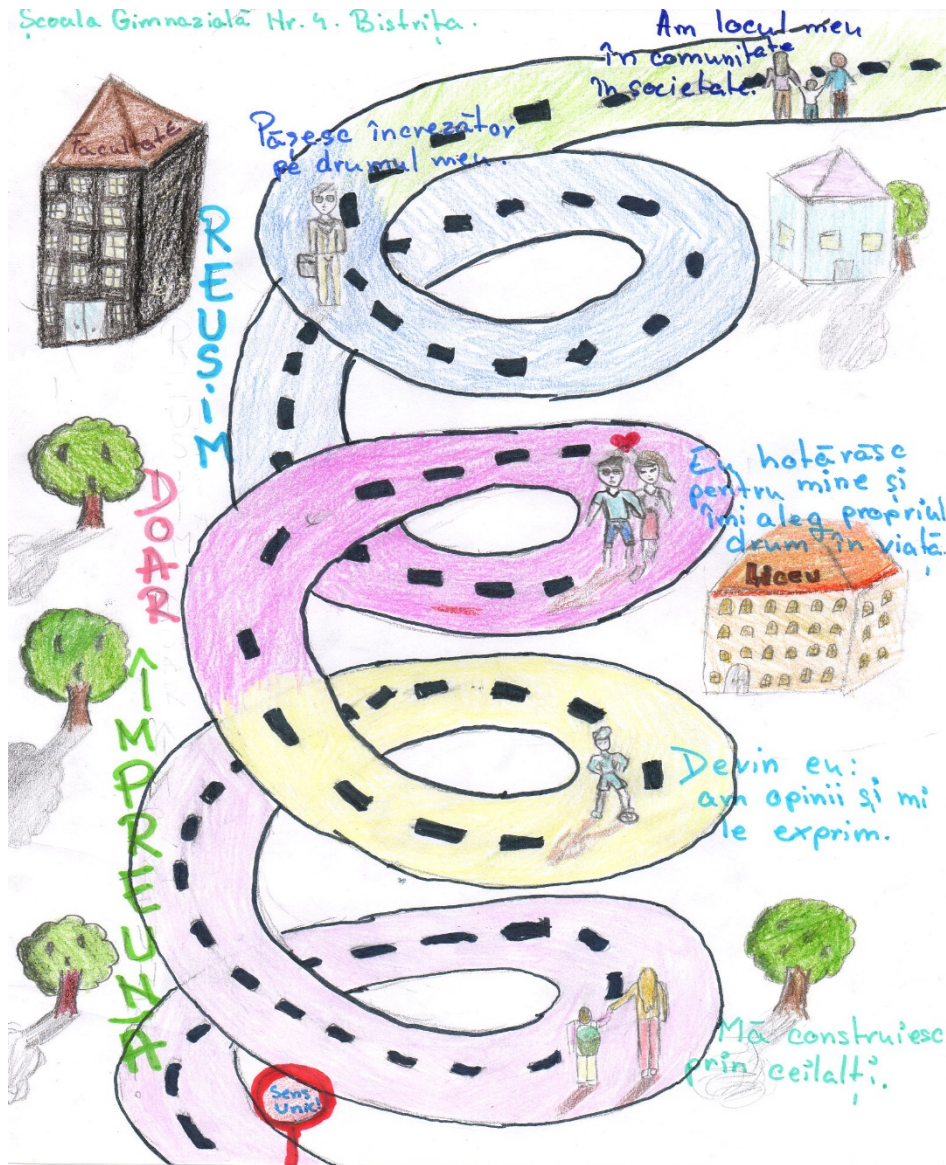 Școala Gimnazială Nr. 4. Bistrița.
Am locul meu
în comunitate
în societate.
Facultate
Pășesc încrezător
pe drumul meu.
REUȘIM
DOAR
ÎMPREUNĂ
Eu hotărăsc
pentru mine și
îmi aleg propriul
drum în viață.
Liceu
Devin eu:
am opinii și mi
le exprim.
Mă construiesc
prin ceilalți.
Sens
Unic!